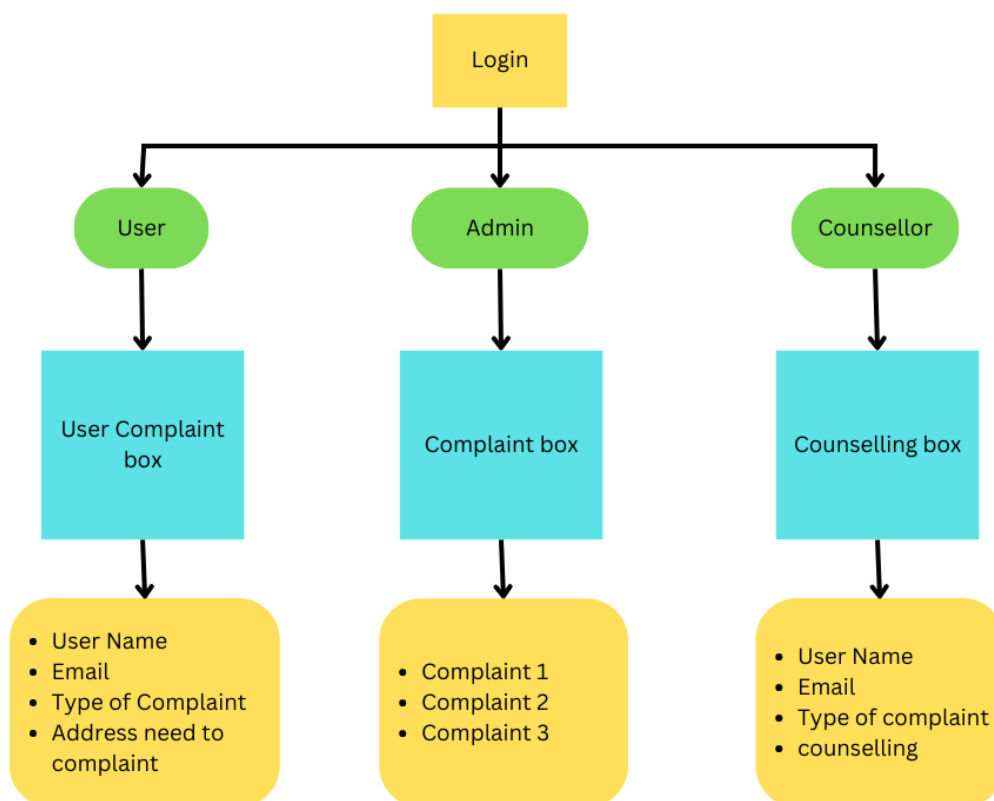 Login
User
Admin
Counsellor
User Complaint
box
Complaint box
Counselling box
• User Name
• Email
• Type of Complaint
• Address need to
complaint
• Complaint 1
• Complaint 2
• Complaint 3
• User Name
• Email
• Type of complaint
• counselling